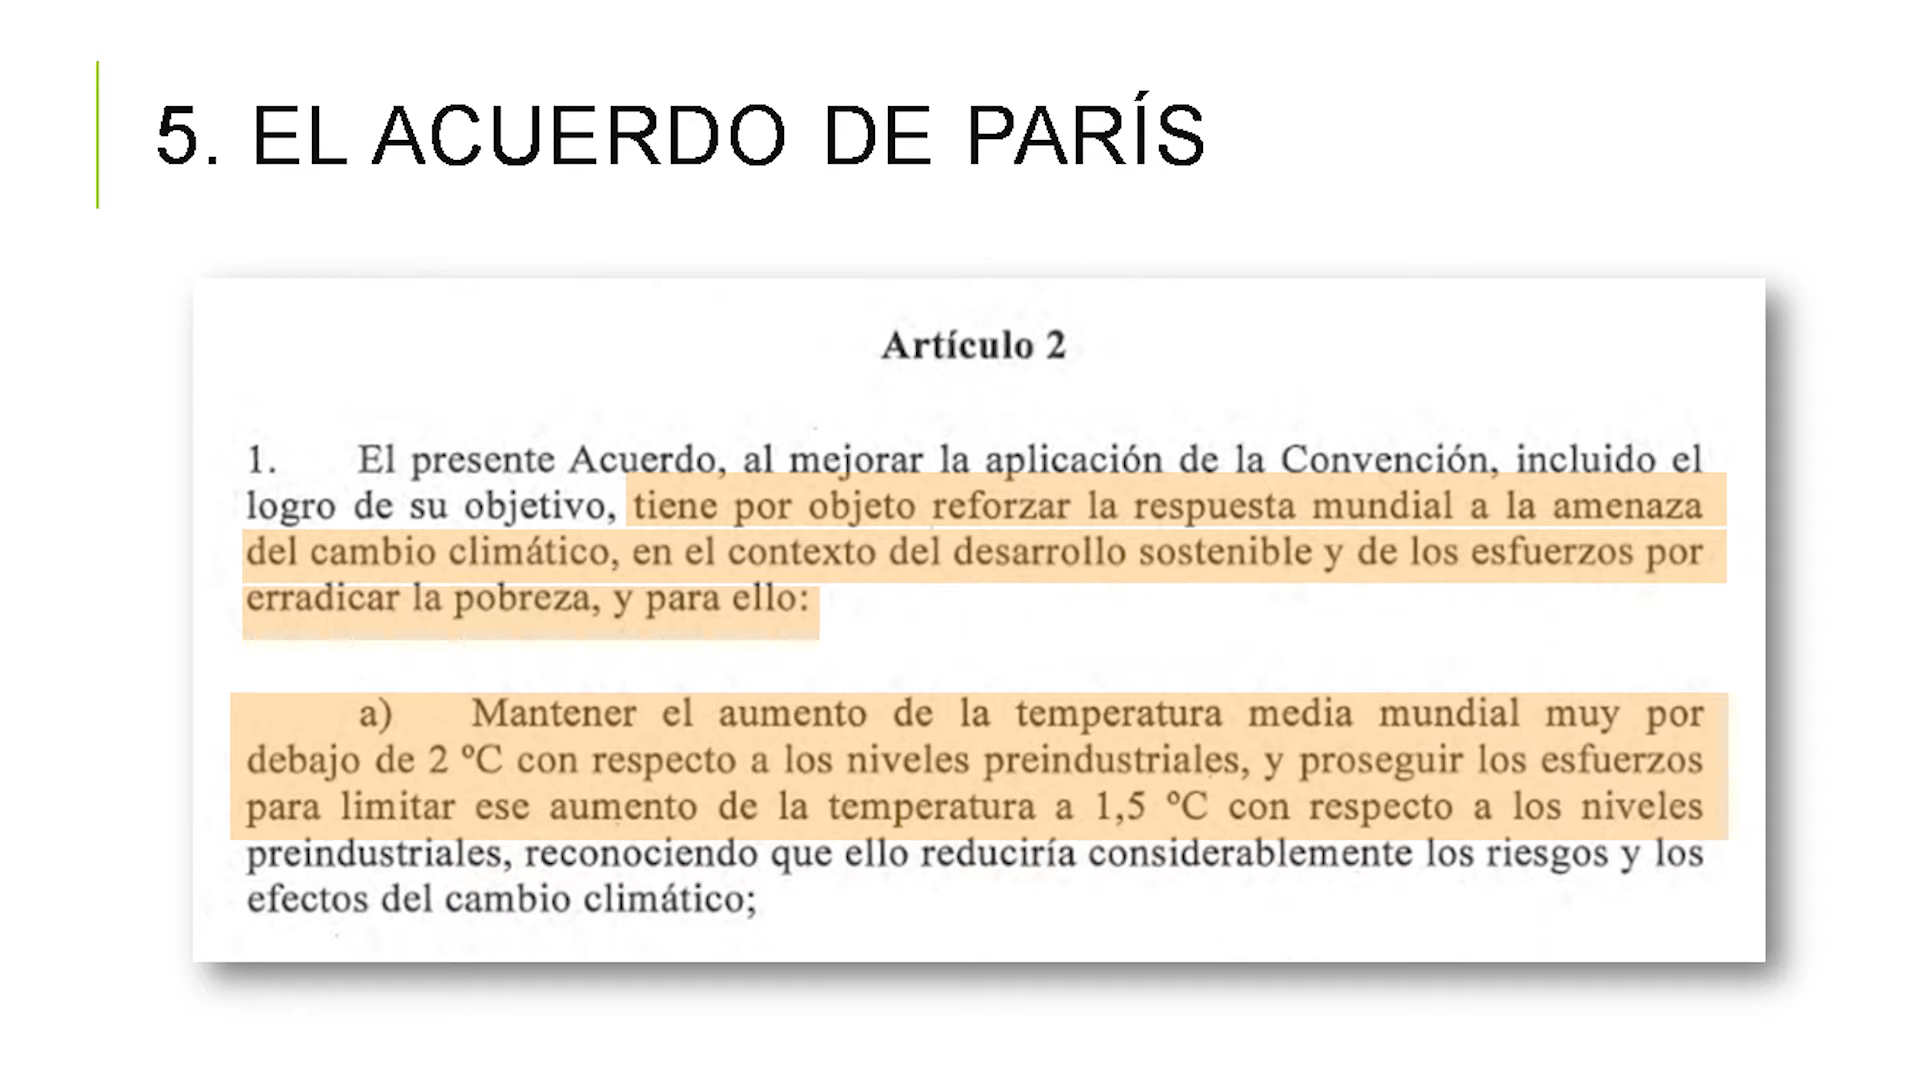 5. EL ACUERDO DE PARÍS
Artículo 2
1. El presente Acuerdo, al mejorar la aplicación de la Convención, incluido el
logro de su objetivo, tiene por objeto reforzar la respuesta mundial a la amenaza
del cambio climático, en el contexto del desarrollo sostenible y de los esfuerzos por
erradicar la pobreza, y para ello:
a) Mantener el aumento de la temperatura media mundial muy por
debajo de 2 ºC con respecto a los niveles preindustriales, y proseguir los esfuerzos
para limitar ese aumento de la temperatura a 1,5 ºC con respecto a los niveles
preindustriales, reconociendo que ello reduciría considerablemente los riesgos y los
efectos del cambio climático;